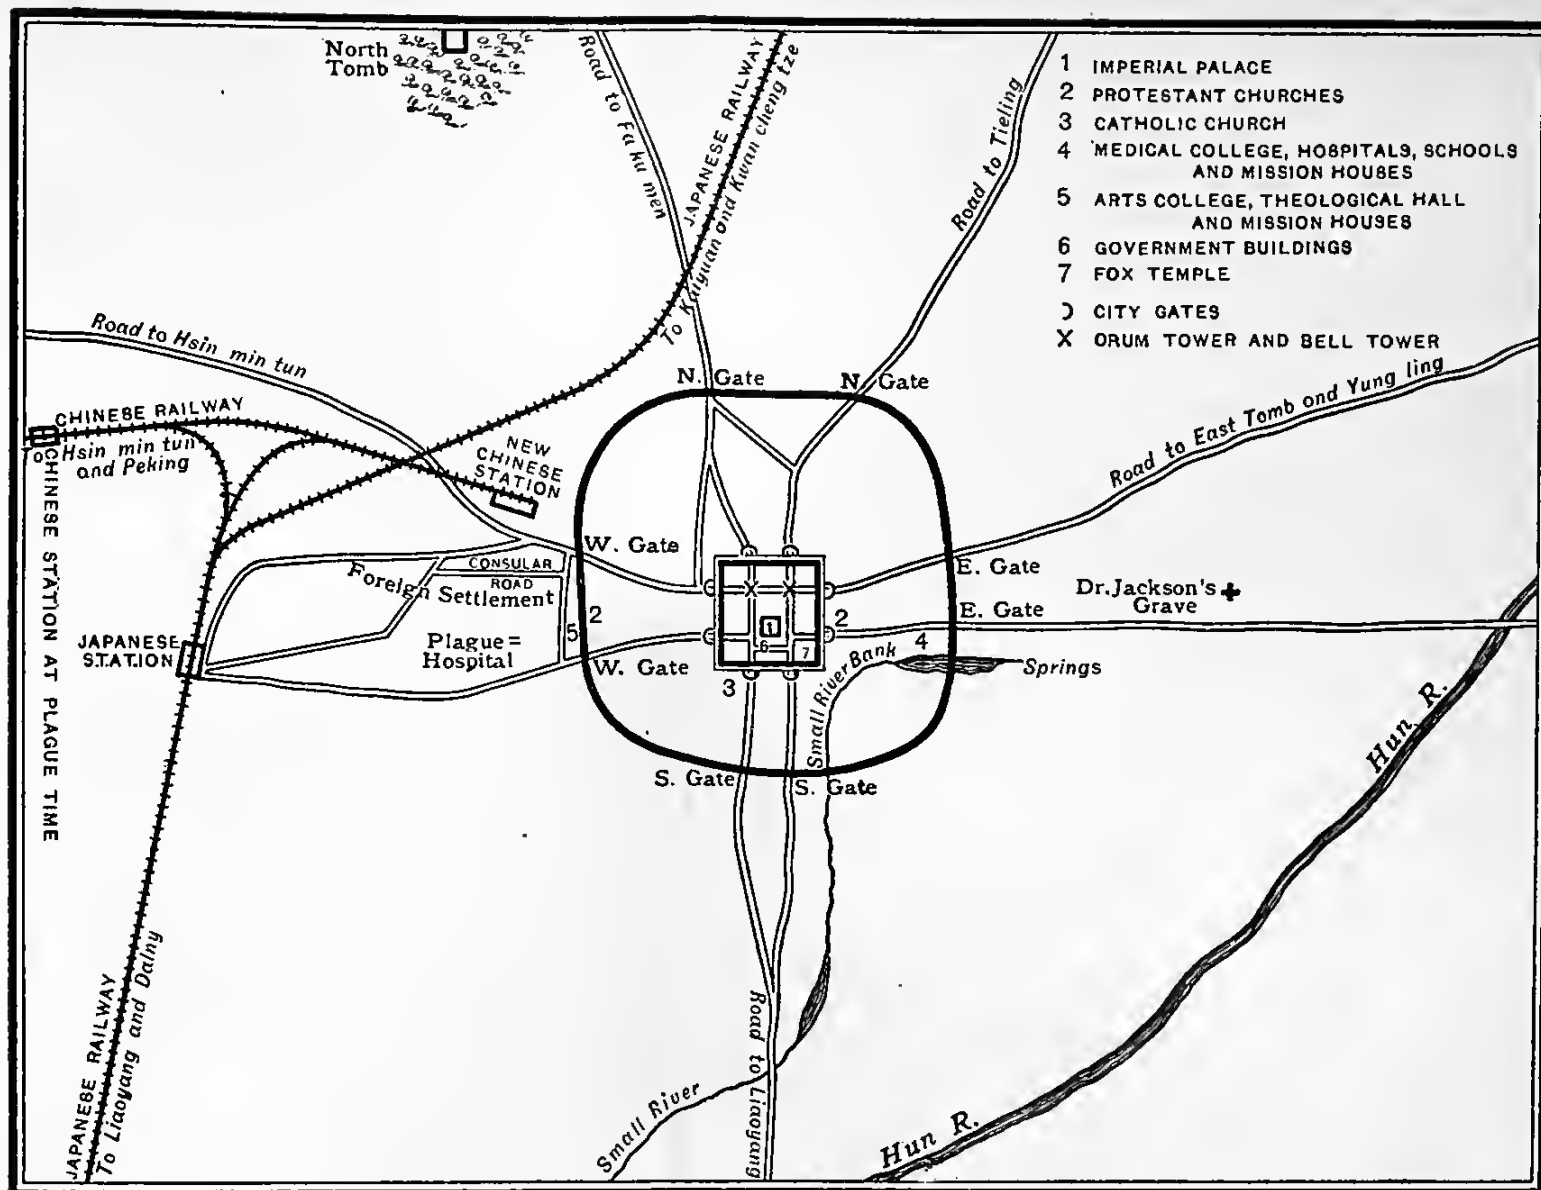 North
Tomb
Road to Fa ku men
JAPANESE RAILWAY
To Kaiyuan and Kwan cheng tze
Road to Tieling
1 IMPERIAL PALACE
2 PROTESTANT CHURCHES
3 CATHOLIC CHURCH
4 MEDICAL COLLEGE, HOSPITALS, SCHOOLS
AND MISSION HOUSES
5 ARTS COLLEGE, THEOLOGICAL HALL
AND MISSION HOUSES
6 GOVERNMENT BUILDINGS
7 FOX TEMPLE
CITY GATES
X ORUM TOWER AND BELL TOWER
Road to Hsin min tun
CHINESE RAILWAY
To Hsin min tun
and Peking
CHINESE STATION AT PLAGUE TIME
NEW
CHINESE
STATION
N. Gate
N. Gate
Road to East Tomb ond Yung ling
W. Gate
CONSULAR
ROAD
Foreign Settlement
E. Gate
Dr. Jackson's
Grave
E. Gate
X X
1
2
2
4
5
6
7
3
Plague=
Hospital
JAPANESE
STATION
W. Gate
Small River Bank
Springs
S. Gate
S. Gate
Hun R.
JAPANESE RAILWAY
To Liaoyang and Dalny
Road to Liaoyang
Small River
Hun R.